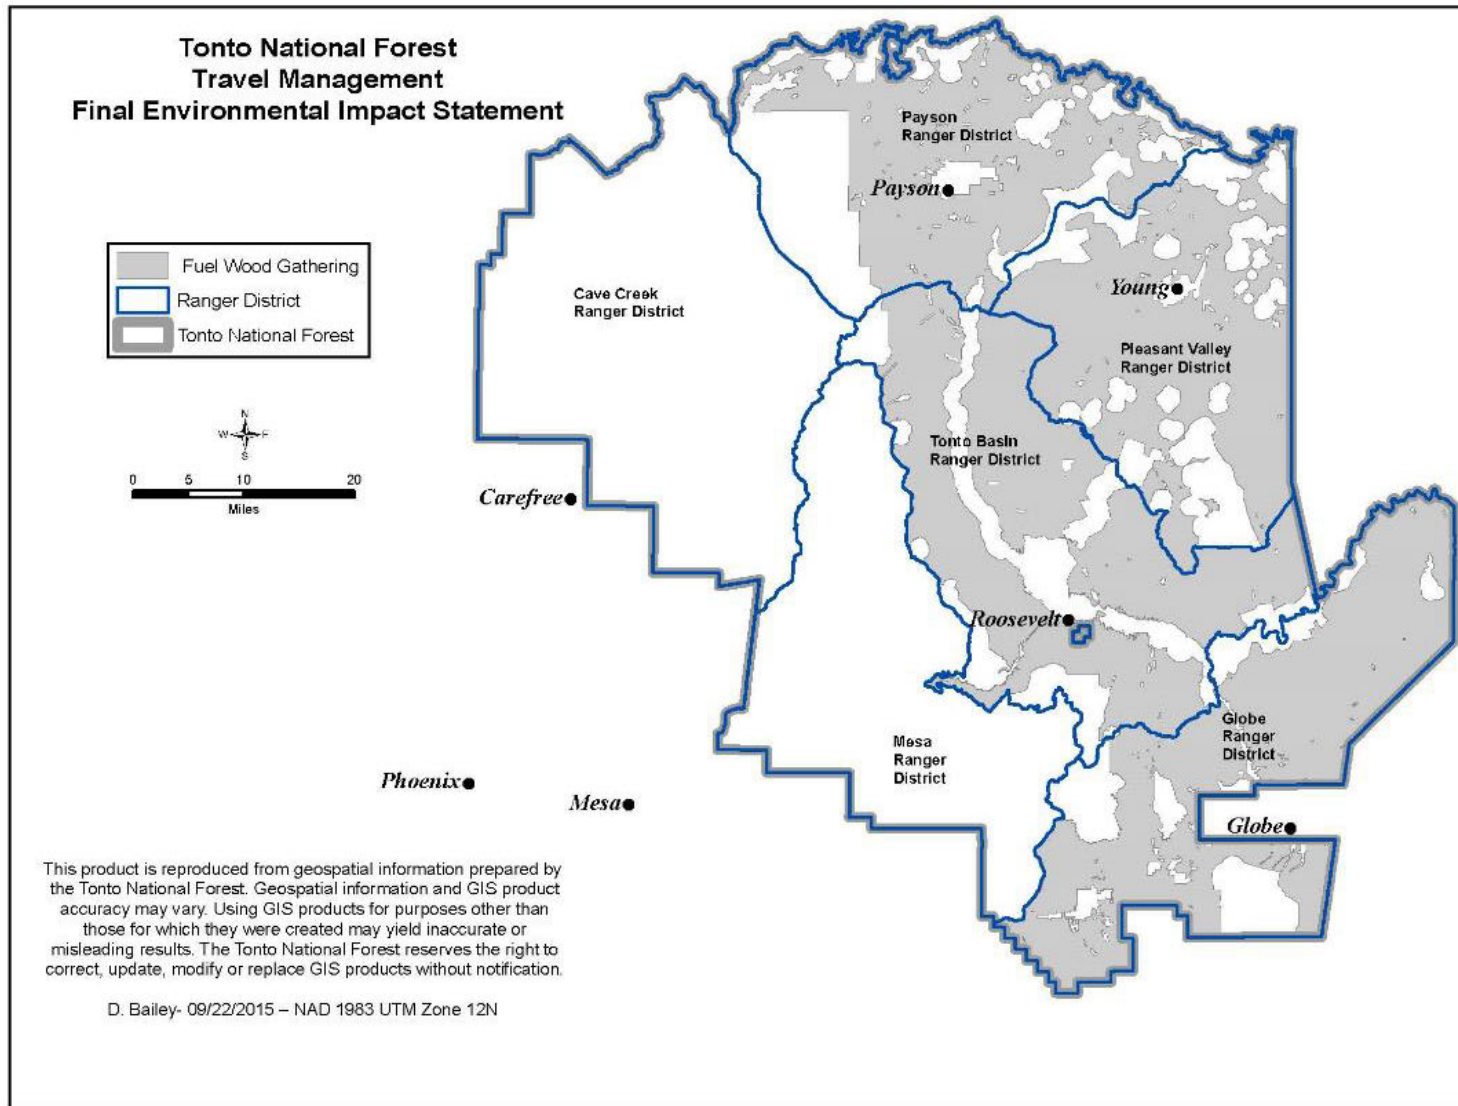 Tonto National Forest
Travel Management
Final Environmental Impact Statement
Fuel Wood Gathering
Ranger District
Tonto National Forest
N
W
E
S
0
5
10
20
Miles
Payson
Ranger District
Payson
Young
Cave Creek
Ranger District
Pleasant Valley
Ranger District
Tonto Basin
Ranger District
Carefree
Roosevelt
Globe
Ranger
District
Mesa
Ranger
District
Phoenix
Mesa
Globe
This product is reproduced from geospatial information prepared by
the Tonto National Forest. Geospatial information and GIS product
accuracy may vary. Using GIS products for purposes other than
those for which they were created may yield inaccurate or
misleading results. The Tonto National Forest reserves the right to
correct, update, modify or replace GIS products without notification.
D. Bailey- 09/22/2015 – NAD 1983 UTM Zone 12N